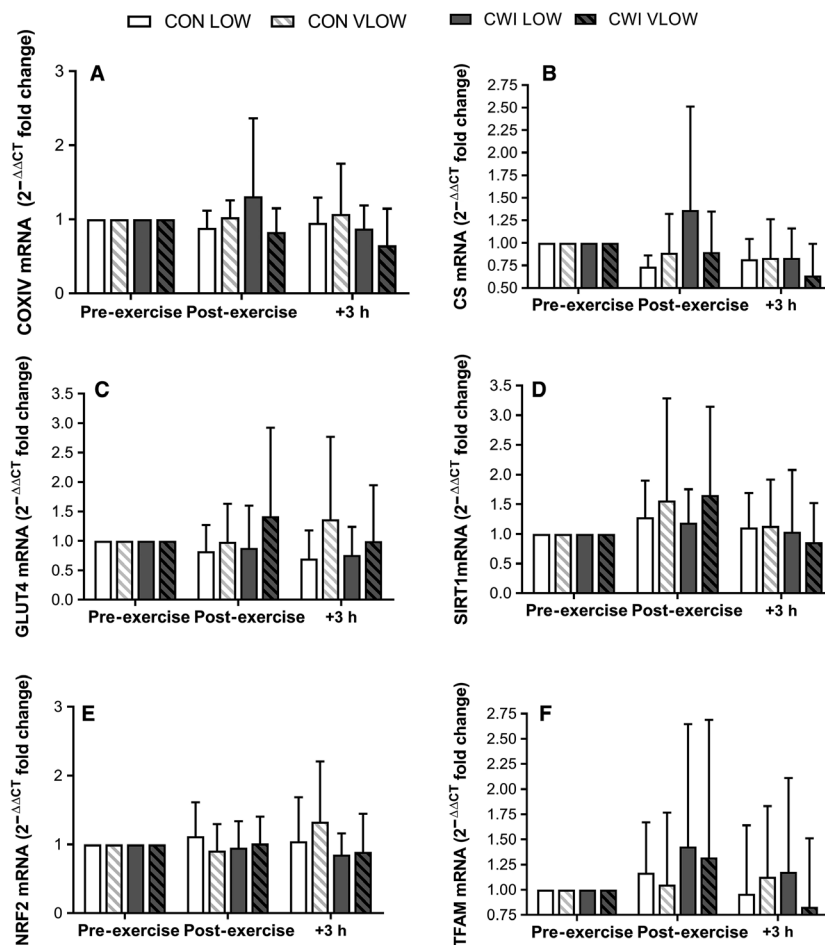 CON LOW CON VLOW CWI LOW CWI VLOW
A
COXIV mRNA (2^−ΔΔCT fold change)
3
2
1
0
Pre-exercise Post-exercise +3 h
B
CS mRNA (2^−ΔΔCT fold change)
2.75
2.50
2.25
2.00
1.75
1.50
1.25
1.00
0.75
0.50
Pre-exercise Post-exercise +3 h
C
GLUT4 mRNA (2^−ΔΔCT fold change)
3.5
3.0
2.5
2.0
1.5
1.0
0.5
0.0
Pre-exercise Post-exercise +3 h
D
SIRT1mRNA (2^−ΔΔCT fold change)
3.5
3.0
2.5
2.0
1.5
1.0
0.5
0.0
Pre-exercise Post-exercise +3 h
E
NRF2 mRNA (2^−ΔΔCT fold change)
3
2
1
0
Pre-exercise Post-exercise +3 h
F
TFAM mRNA (2^−ΔΔCT fold change)
2.75
2.50
2.25
2.00
1.75
1.50
1.25
1.00
0.75
Pre-exercise Post-exercise +3 h